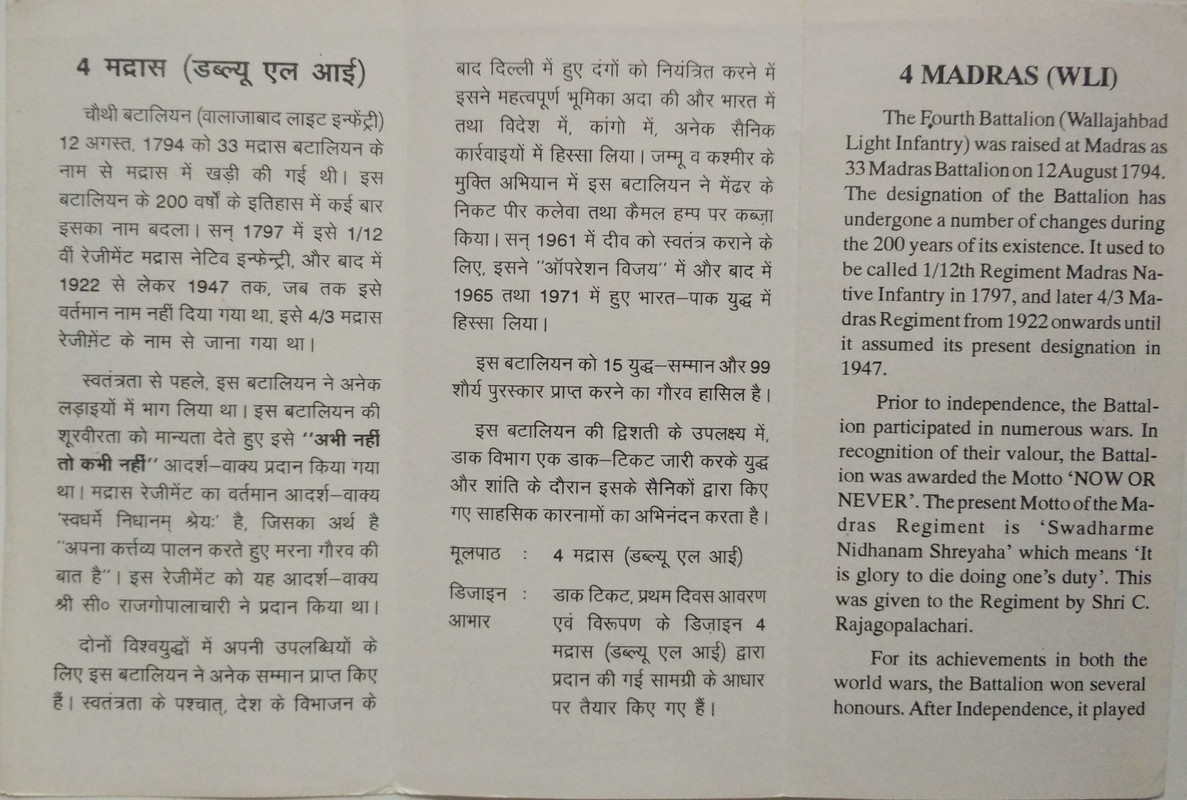 4 मद्रास (डब्ल्यू एल आई)
चौथी बटालियन (वालाजाबाद लाइट इन्फेंट्री)
12 अगस्त, 1794 को 33 मद्रास बटालियन के
नाम से मद्रास में खड़ी की गई थी। इस
बटालियन के 200 वर्षों के इतिहास में कई बार
इसका नाम बदला। सन् 1797 में इसे 1/12
वीं रेजीमेंट मद्रास नेटिव इन्फेन्ट्री, और बाद में
1922 से लेकर 1947 तक, जब तक इसे
वर्तमान नाम नहीं दिया गया था, इसे 4/3 मद्रास
रेजीमेंट के नाम से जाना गया था।
स्वतंत्रता से पहले, इस बटालियन ने अनेक
लड़ाइयों में भाग लिया था। इस बटालियन की
शूरवीरता को मान्यता देते हुए इसे "अभी नहीं
तो कभी नहीं" आदर्श–वाक्य प्रदान किया गया
था। मद्रास रेजीमेंट का वर्तमान आदर्श–वाक्य
'स्वधर्मे निधानम् श्रेयः' है, जिसका अर्थ है
"अपना कर्त्तव्य पालन करते हुए मरना गौरव की
बात है"। इस रेजीमेंट को यह आदर्श–वाक्य
श्री सी० राजगोपालाचारी ने प्रदान किया था।
दोनों विश्वयुद्धों में अपनी उपलब्धियों के
लिए इस बटालियन ने अनेक सम्मान प्राप्त किए
हैं। स्वतंत्रता के पश्चात्, देश के विभाजन के
बाद दिल्ली में हुए दंगों को नियंत्रित करने में
इसने महत्वपूर्ण भूमिका अदा की और भारत में
तथा विदेश में, कांगो में, अनेक सैनिक
कार्रवाइयों में हिस्सा लिया। जम्मू व कश्मीर के
मुक्ति अभियान में इस बटालियन ने मेंढर के
निकट पीर कलेवा तथा कैमल हम्प पर कब्ज़ा
किया। सन् 1961 में दीव को स्वतंत्र कराने के
लिए, इसने "ऑपरेशन विजय" में और बाद में
1965 तथा 1971 में हुए भारत–पाक युद्ध में
हिस्सा लिया।
इस बटालियन को 15 युद्ध–सम्मान और 99
शौर्य पुरस्कार प्राप्त करने का गौरव हासिल है।
इस बटालियन की द्विशती के उपलक्ष्य में,
डाक विभाग एक डाक–टिकट जारी करके युद्ध
और शांति के दौरान इसके सैनिकों द्वारा किए
गए साहसिक कारनामों का अभिनंदन करता है।
मूलपाठ : 4 मद्रास (डब्ल्यू एल आई)
डिजाइन : डाक टिकट, प्रथम दिवस आवरण
आभार एवं विरूपण के डिज़ाइन 4
मद्रास (डब्ल्यू एल आई) द्वारा
प्रदान की गई सामग्री के आधार
पर तैयार किए गए हैं।
4 MADRAS (WLI)
The Fourth Battalion (Wallajahbad
Light Infantry) was raised at Madras as
33 Madras Battalion on 12 August 1794.
The designation of the Battalion has
undergone a number of changes during
the 200 years of its existence. It used to
be called 1/12th Regiment Madras Na-
tive Infantry in 1797, and later 4/3 Ma-
dras Regiment from 1922 onwards until
it assumed its present designation in
1947.
Prior to independence, the Battal-
ion participated in numerous wars. In
recognition of their valour, the Battal-
ion was awarded the Motto 'NOW OR
NEVER'. The present Motto of the Ma-
dras Regiment is 'Swadharme
Nidhanam Shreyaha' which means 'It
is glory to die doing one's duty'. This
was given to the Regiment by Shri C.
Rajagopalachari.
For its achievements in both the
world wars, the Battalion won several
honours. After Independence, it played